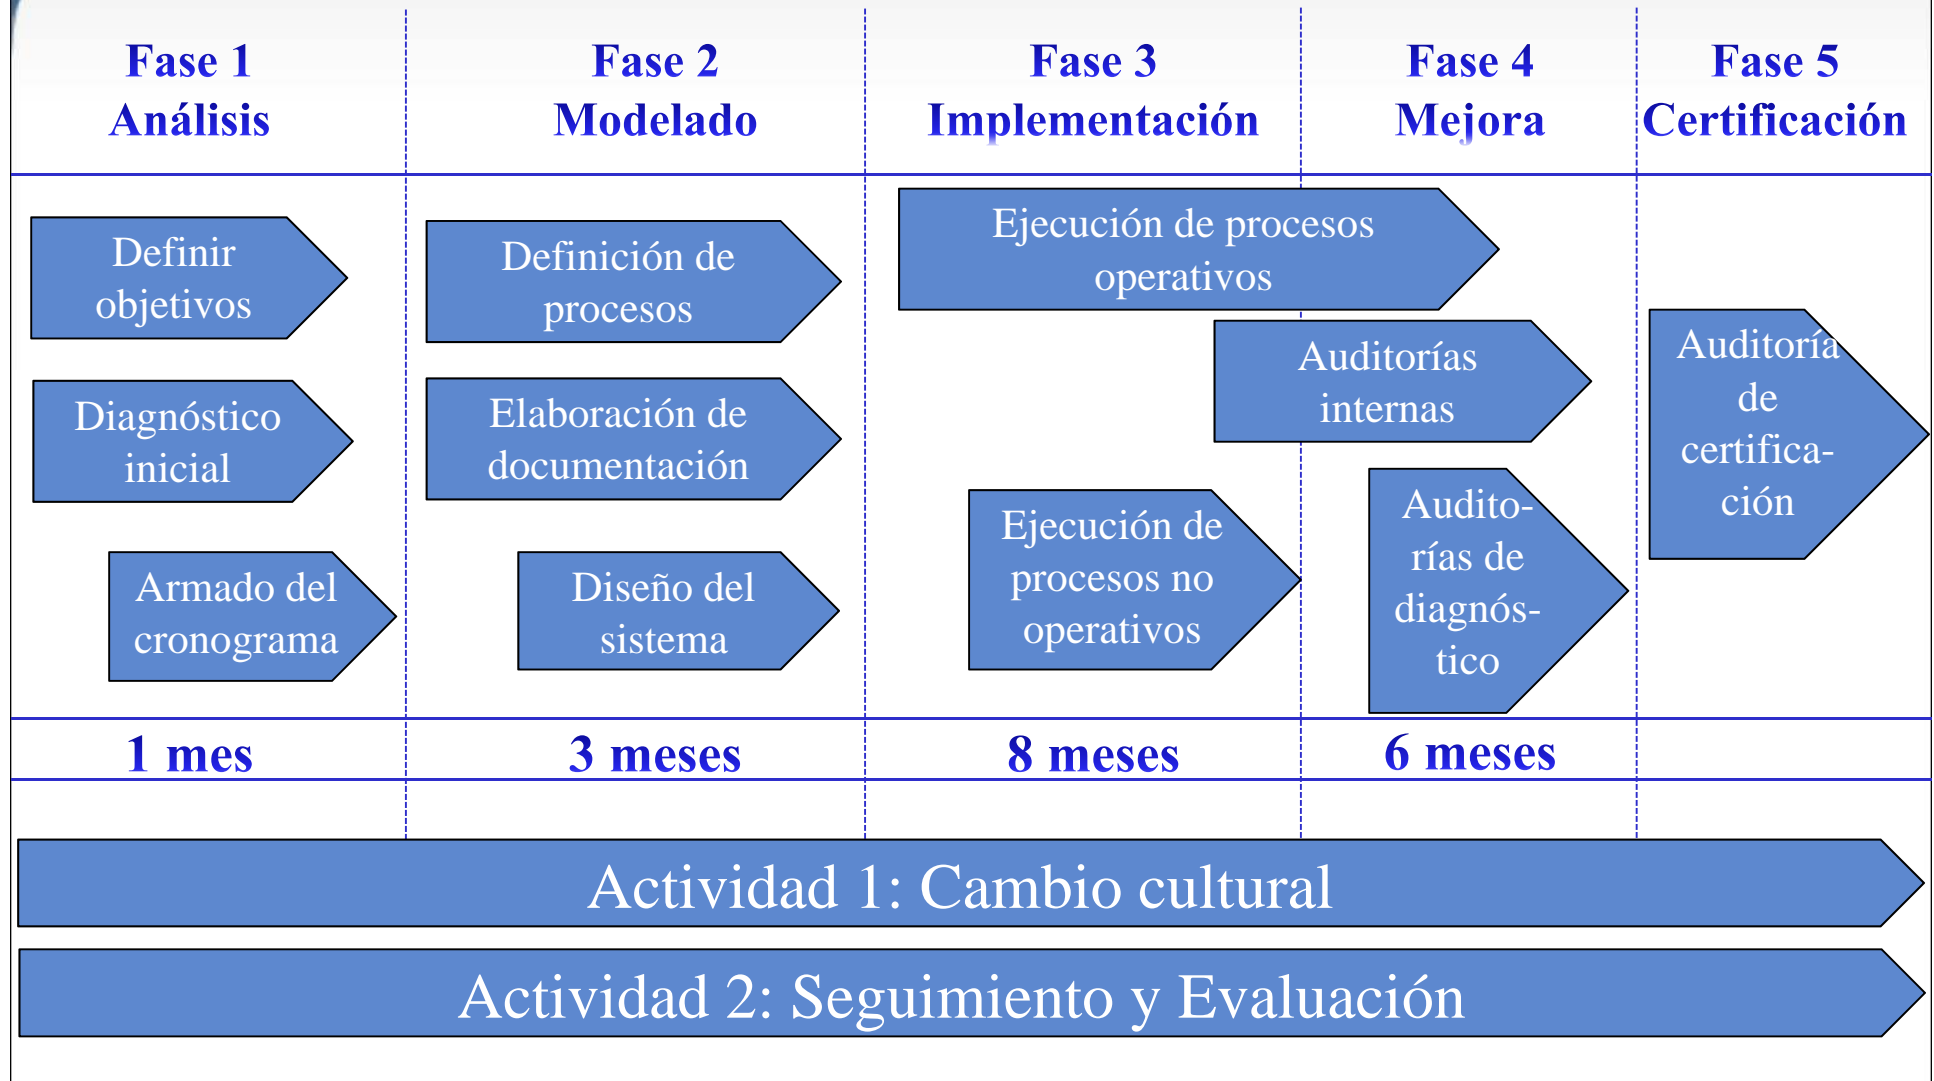 Fase 1
Análisis
Fase 2
Modelado
Fase 3
Implementación
Fase 4
Mejora
Fase 5
Certificación
Definir
objetivos
Diagnóstico
inicial
Armado del
cronograma
Definición de
procesos
Elaboración de
documentación
Diseño del
sistema
Ejecución de procesos
operativos
Auditorías
internas
Ejecución de
procesos no
operativos
Audito-
rías de
diagnós-
tico
Auditoría
de
certifica-
ción
1 mes
3 meses
8 meses
6 meses
Actividad 1: Cambio cultural
Actividad 2: Seguimiento y Evaluación